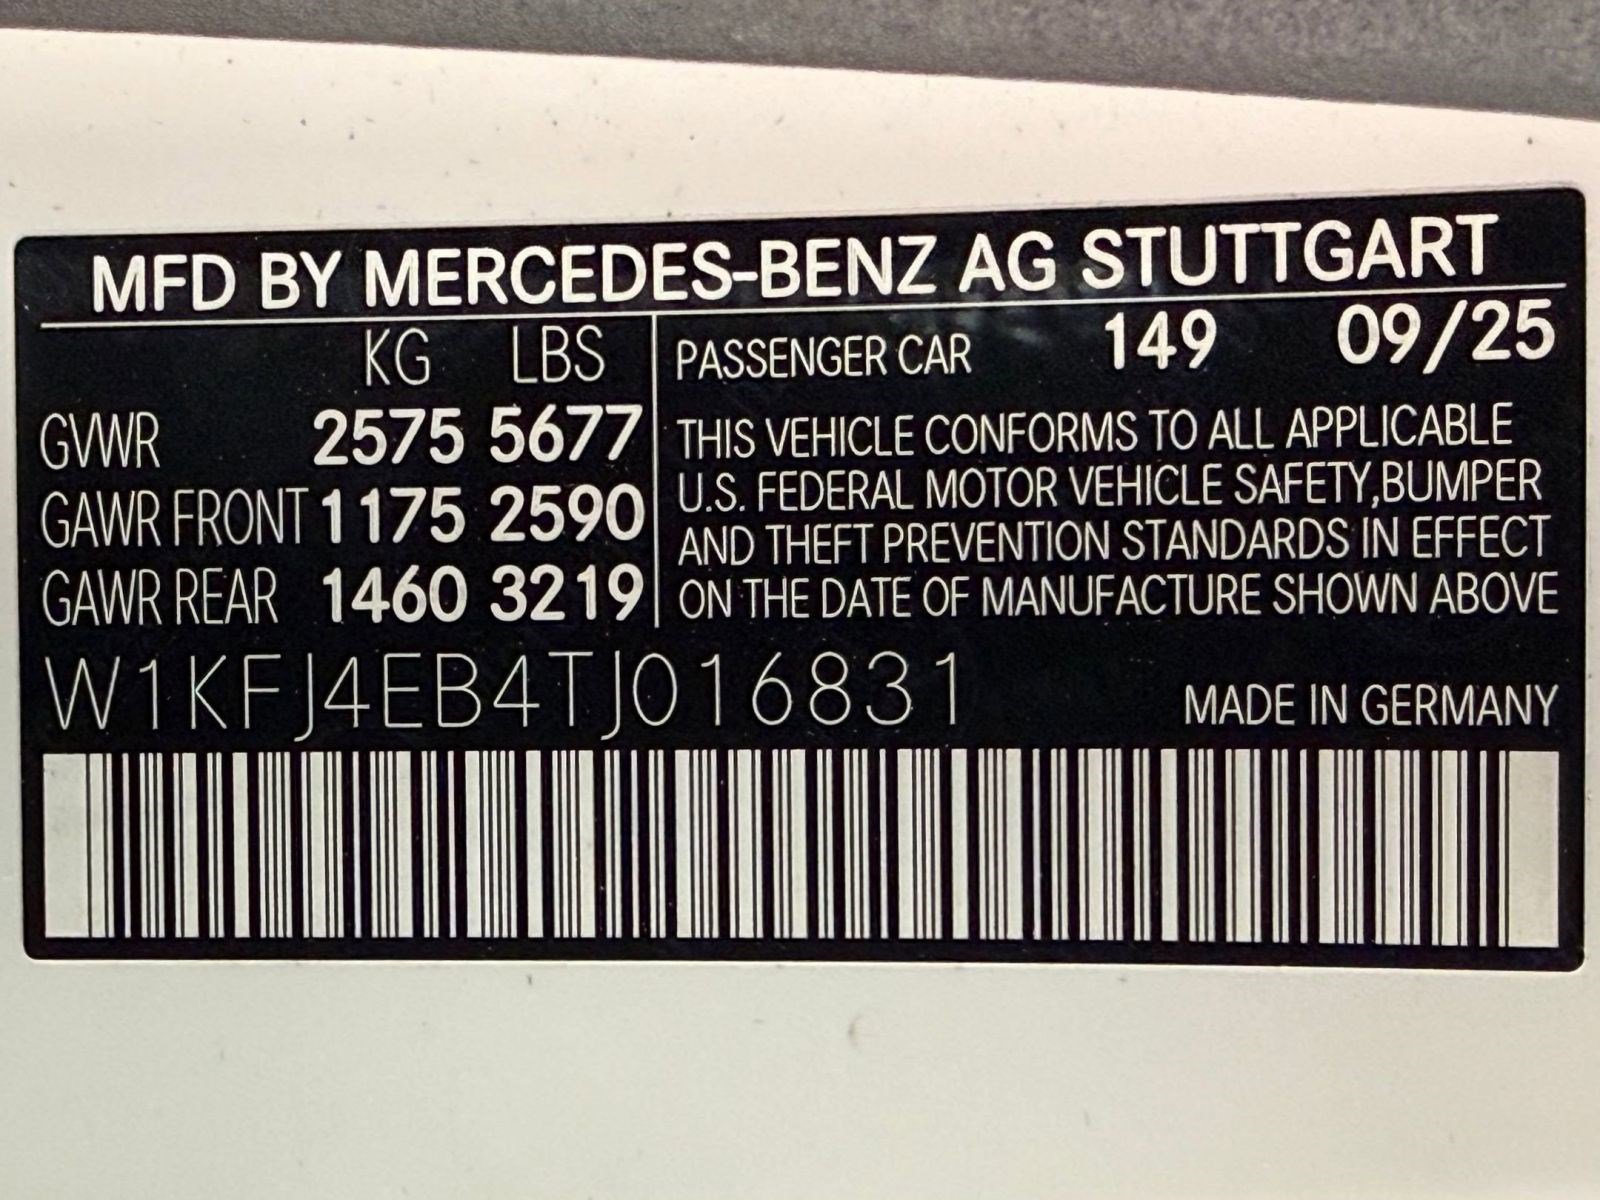 MFD BY MERCEDES-BENZ AG STUTTGART
KG LBS
GVWR 2575 5677
GAWR FRONT 1175 2590
GAWR REAR 1460 3219
PASSENGER CAR 149 09/25
THIS VEHICLE CONFORMS TO ALL APPLICABLE
U.S. FEDERAL MOTOR VEHICLE SAFETY,BUMPER
AND THEFT PREVENTION STANDARDS IN EFFECT
ON THE DATE OF MANUFACTURE SHOWN ABOVE
W1KFJ4EB4TJ016831
MADE IN GERMANY